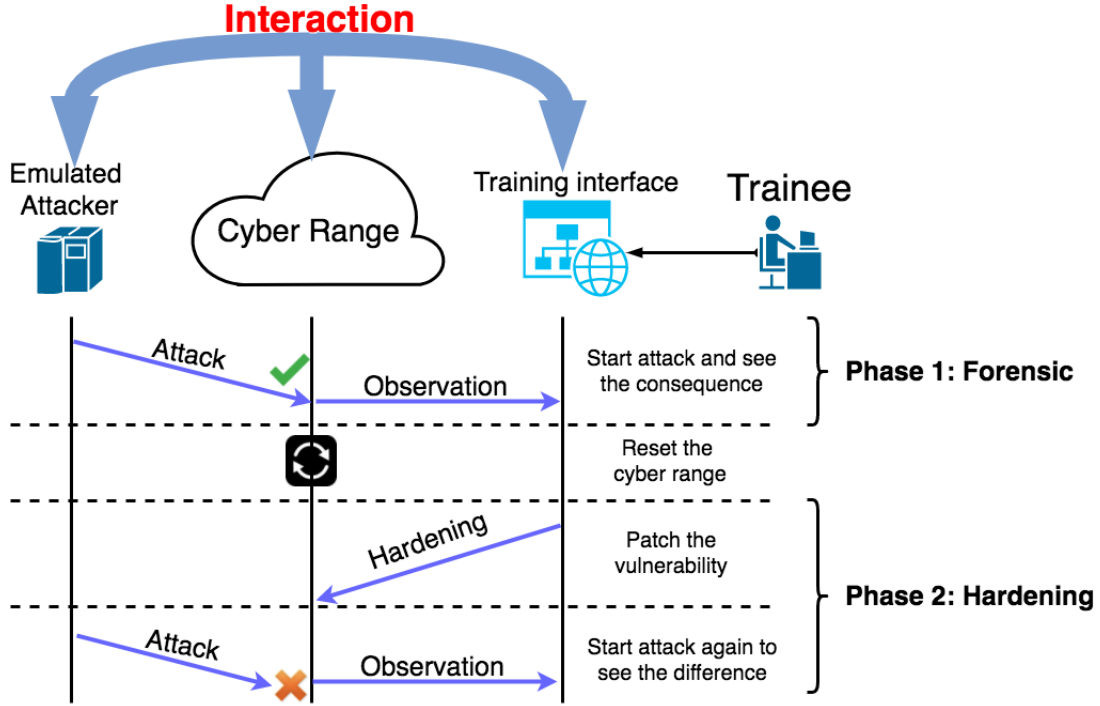 Interaction
Emulated
Attacker
Cyber Range
Training interface
Trainee
Attack
Observation
Start attack and see
the consequence
Phase 1: Forensic
Reset the
cyber range
Hardening
Patch the
vulnerability
Phase 2: Hardening
Attack
Observation
Start attack again to
see the difference